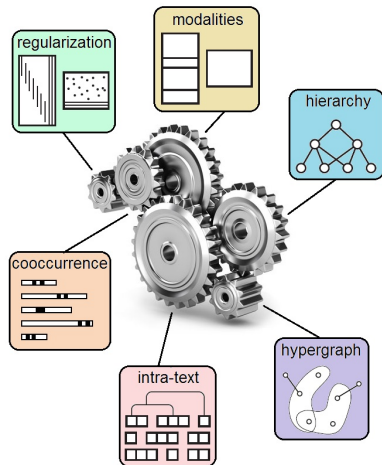 modalities
regularization
hierarchy
cooccurrence
hypergraph
intra-text